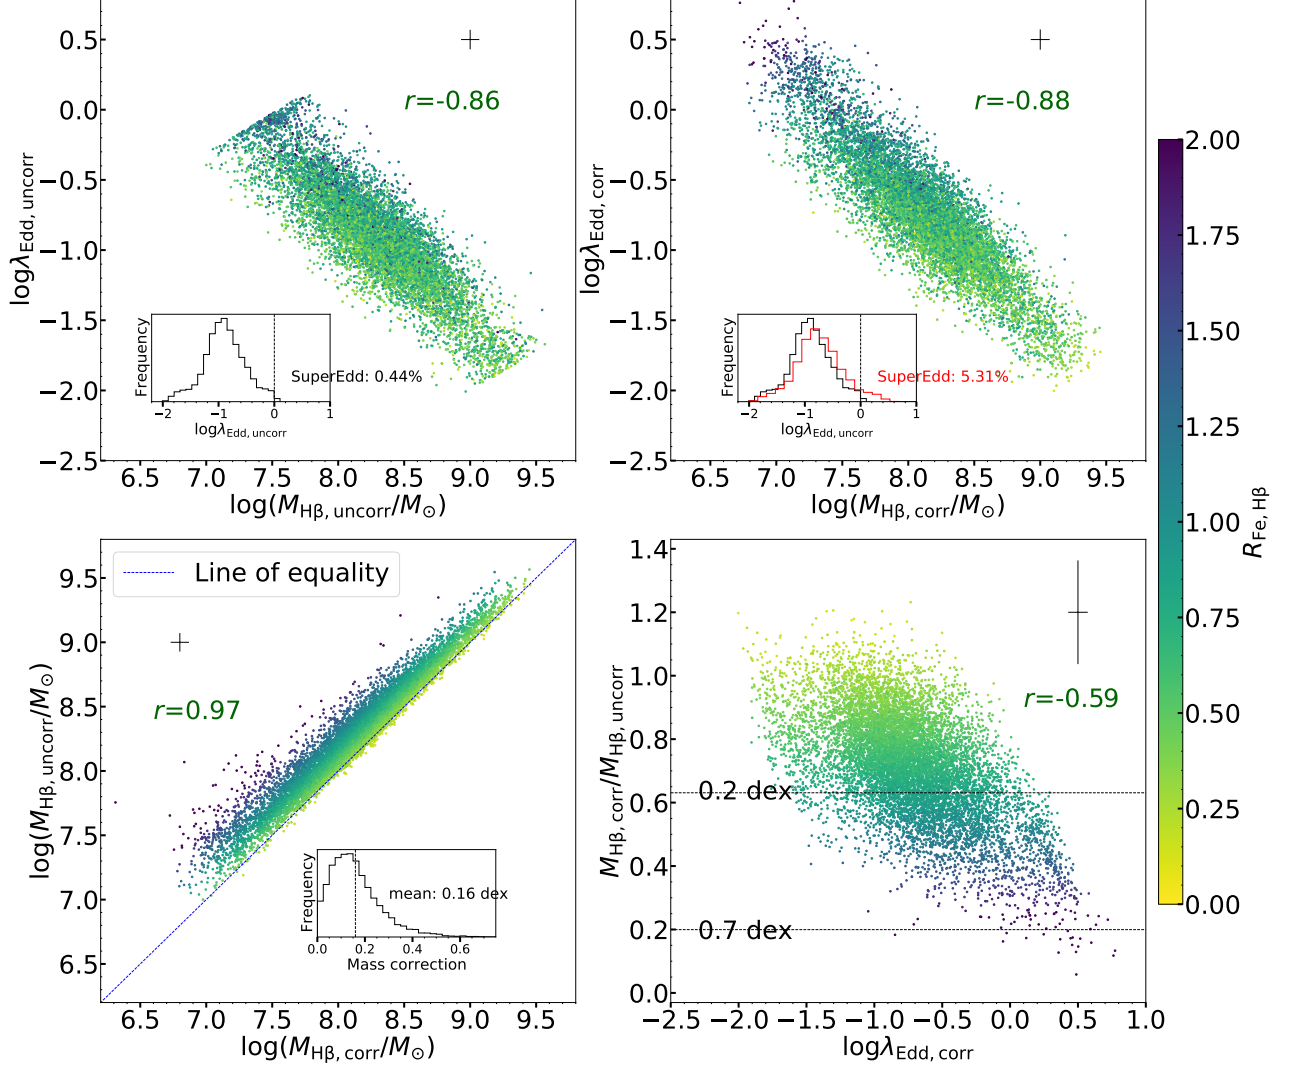 0.5
0.0
−0.5
−1.0
−1.5
−2.0
−2.5
logλEdd, uncorr
r=-0.86
Frequency
SuperEdd: 0.44%
−2 −1 0 1
logλEdd, uncorr
7.0 7.5 8.0 8.5 9.0 9.5
log(MHβ, uncorr/M⊙)
0.5
0.0
−0.5
−1.0
−1.5
−2.0
−2.5
logλEdd, corr
r=-0.88
Frequency
SuperEdd: 5.31%
−2 −1 0 1
logλEdd, uncorr
6.5 7.0 7.5 8.0 8.5 9.0 9.5
log(MHβ, corr/M⊙)
9.5
9.0
8.5
8.0
7.5
7.0
6.5
log(MHβ, uncorr/M⊙)
Line of equality
r=0.97
Frequency
mean: 0.16 dex
0.0 0.2 0.4 0.6
Mass correction
6.5 7.0 7.5 8.0 8.5 9.0 9.5
log(MHβ, corr/M⊙)
1.4
1.2
1.0
0.8
0.6
0.4
0.2
0.0
MHβ, corr/MHβ, uncorr
r=-0.59
0.2 dex
0.7 dex
−2.5 −2.0 −1.5 −1.0 −0.5 0.0 0.5 1.0
logλEdd, corr
2.00
1.75
1.50
1.25
1.00
0.75
0.50
0.25
0.00
RFe, Hβ